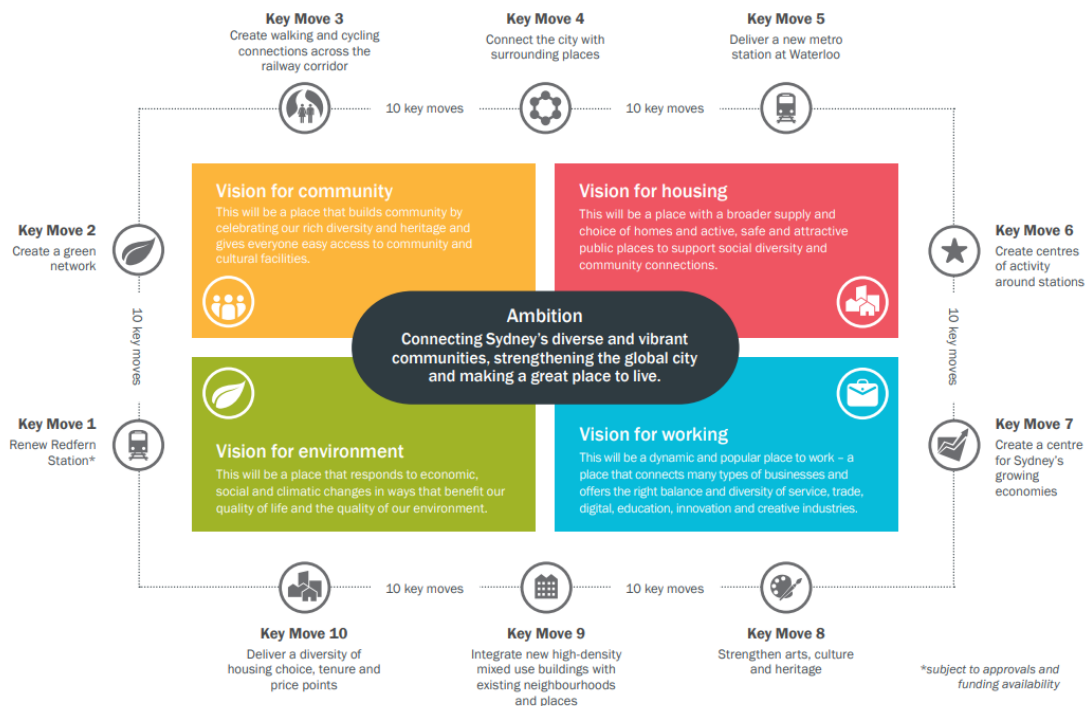 Key Move 3
Create walking and cycling
connections across the
railway corridor
Key Move 4
Connect the city with
surrounding places
Key Move 5
Deliver a new metro
station at Waterloo
10 key moves
10 key moves
Key Move 2
Create a green
network
Vision for community
This will be a place that builds community by
celebrating our rich diversity and heritage and
gives everyone easy access to community and
cultural facilities.
Vision for housing
This will be a place with a broader supply and
choice of homes and active, safe and attractive
public places to support social diversity and
community connections.
Key Move 6
Create centres
of activity
around stations
10 key moves
Ambition
Connecting Sydney’s diverse and vibrant
communities, strengthening the global city
and making a great place to live.
10 key moves
Key Move 1
Renew Redfern
Station*
Vision for environment
This will be a place that responds to economic,
social and climatic changes in ways that benefit our
quality of life and the quality of our environment.
Vision for working
This will be a dynamic and popular place to work – a
place that connects many types of businesses and
offers the right balance and diversity of service, trade,
digital, education, innovation and creative industries.
Key Move 7
Create a centre
for Sydney’s
growing
economies
10 key moves
10 key moves
Key Move 10
Deliver a diversity of
housing choice, tenure and
price points
Key Move 9
Integrate new high-density
mixed use buildings with
existing neighbourhoods
and places
Key Move 8
Strengthen arts, culture
and heritage
*subject to approvals and
funding availability